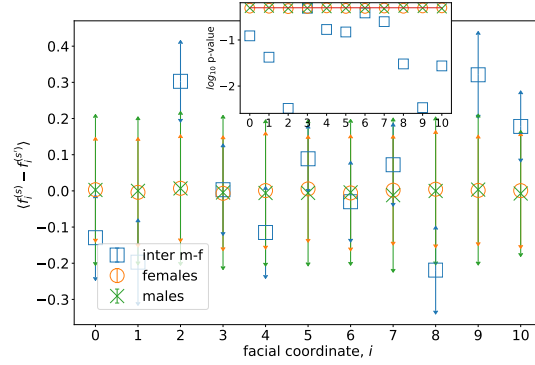 0.4
0.3
0.2
0.1
0.0
−0.1
−0.2
−0.3
⟨f_i^(s) − f_i^(s')⟩
−1
−2
log₁₀ p-value
0 1 2 3 4 5 6 7 8 9 10
inter m-f
females
males
0 1 2 3 4 5 6 7 8 9 10
facial coordinate, i